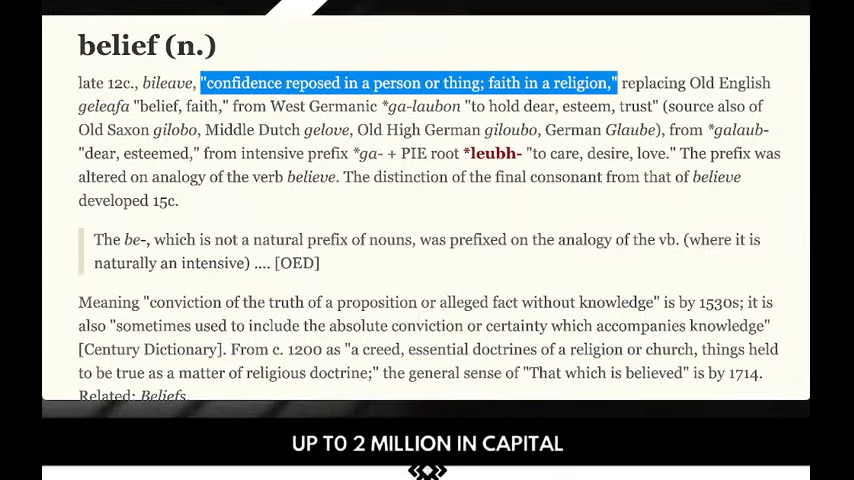 belief (n.)
late 12c., bileave, "confidence reposed in a person or thing; faith in a religion," replacing Old English
geleafa "belief, faith," from West Germanic *ga-laubon "to hold dear, esteem, trust" (source also of
Old Saxon gilobo, Middle Dutch gelove, Old High German giloubo, German Glaube), from *galaub-
"dear, esteemed," from intensive prefix *ga- + PIE root *leubh- "to care, desire, love." The prefix was
altered on analogy of the verb believe. The distinction of the final consonant from that of believe
developed 15c.
The be-, which is not a natural prefix of nouns, was prefixed on the analogy of the vb. (where it is
naturally an intensive) .... [OED]
Meaning "conviction of the truth of a proposition or alleged fact without knowledge" is by 1530s; it is
also "sometimes used to include the absolute conviction or certainty which accompanies knowledge"
[Century Dictionary]. From c. 1200 as "a creed, essential doctrines of a religion or church, things held
to be true as a matter of religious doctrine;" the general sense of "That which is believed" is by 1714.
Related: Beliefs.
UP TO 2 MILLION IN CAPITAL